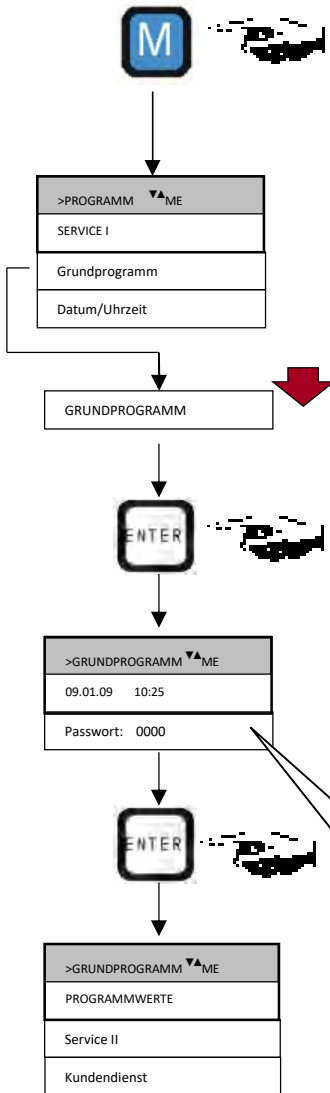 M
>PROGRAMM ▼▲ME
SERVICE I
Grundprogramm
Datum/Uhrzeit
GRUNDPROGRAMM
ENTER
>GRUNDPROGRAMM ▼▲ME
09.01.09 10:25
Passwort: 0000
ENTER
>GRUNDPROGRAMM ▼▲ME
PROGRAMMWERTE
Service II
Kundendienst